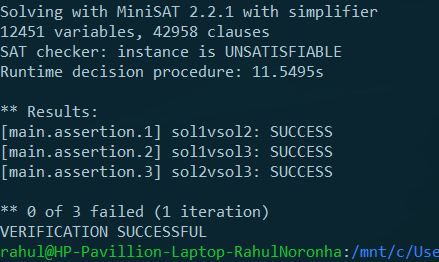 Solving with MiniSAT 2.2.1 with simplifier
12451 variables, 42958 clauses
SAT checker: instance is UNSATISFIABLE
Runtime decision procedure: 11.5495s

** Results:
[main.assertion.1] sol1vsol2: SUCCESS
[main.assertion.2] sol1vsol3: SUCCESS
[main.assertion.3] sol2vsol3: SUCCESS

** 0 of 3 failed (1 iteration)
VERIFICATION SUCCESSFUL
rahul@HP-Pavillion-Laptop-RahulNoronha:/mnt/c/Use